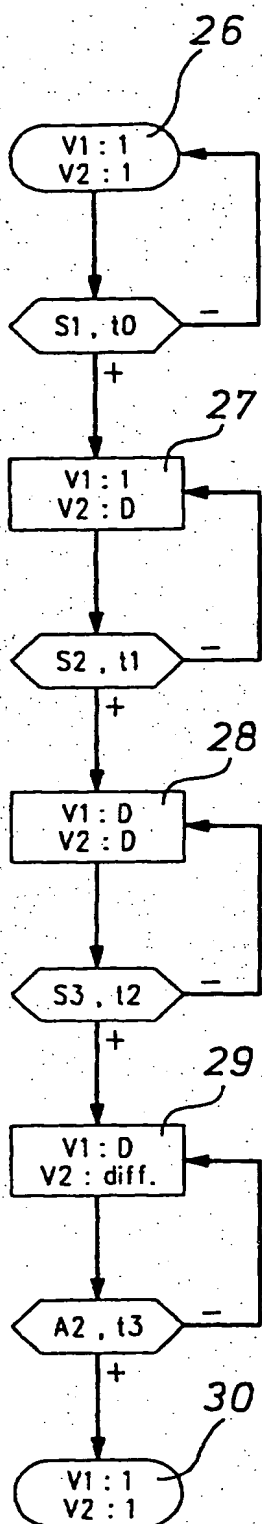 26
V1 : 1
V2 : 1
S1 , t0
−
+
27
V1 : 1
V2 : D
S2 , t1
−
+
28
V1 : D
V2 : D
S3 , t2
−
+
29
V1 : D
V2 : diff.
A2 , t3
−
+
30
V1 : 1
V2 : 1